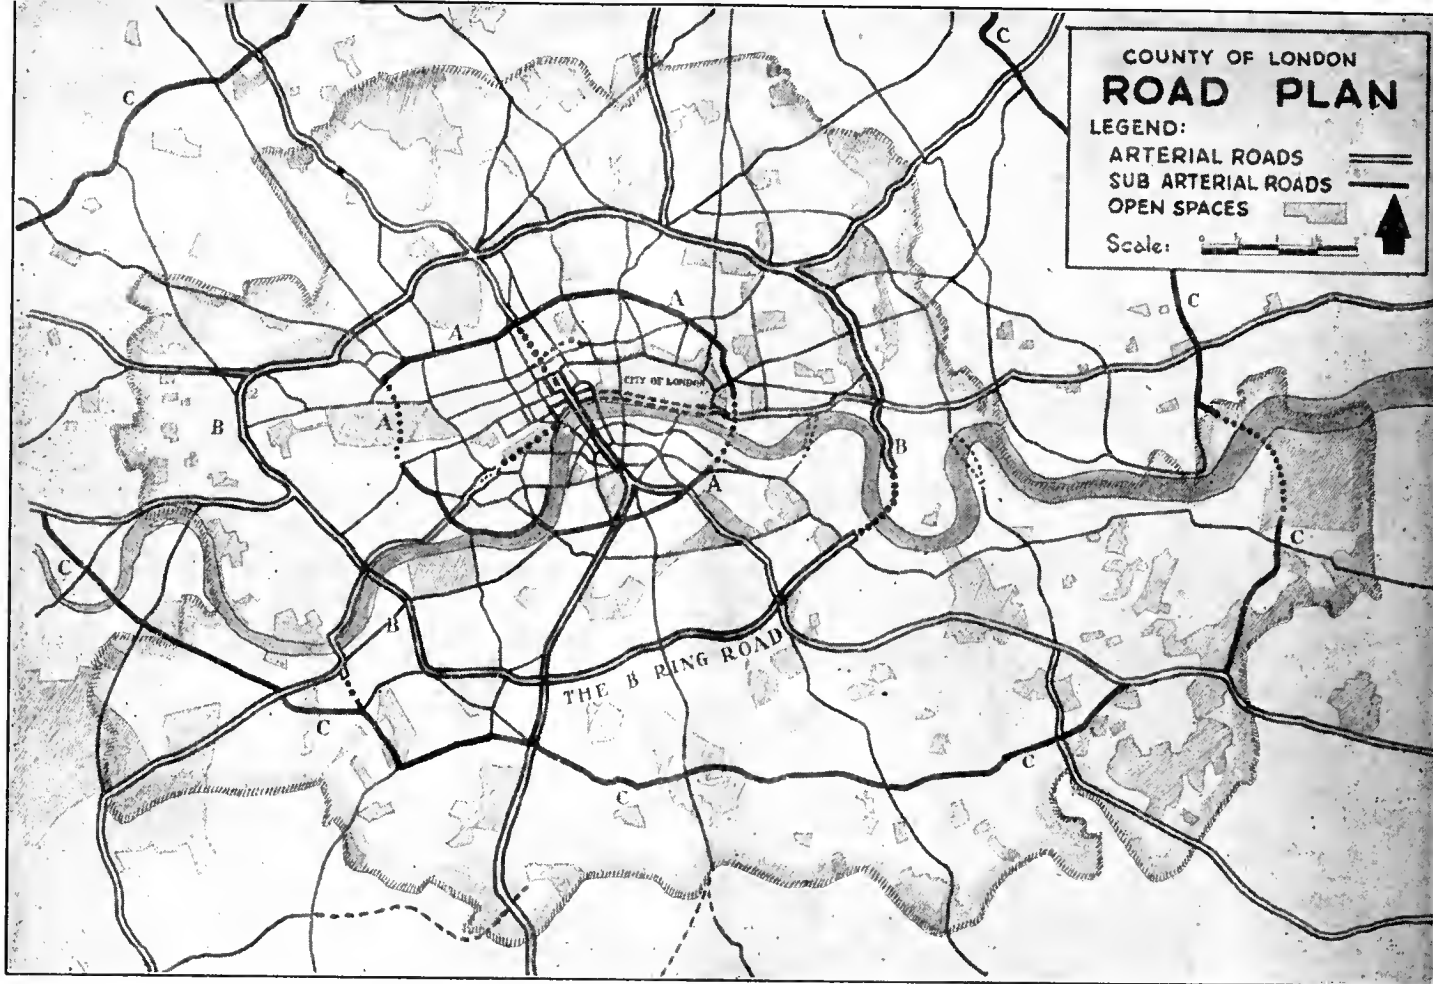 COUNTY OF LONDON
ROAD PLAN
LEGEND:
ARTERIAL ROADS
SUB ARTERIAL ROADS
OPEN SPACES
Scale:
C
C
C
A
A
CITY OF LONDON
A
B
B
A
C
C
B
THE B RING ROAD
C
C
C